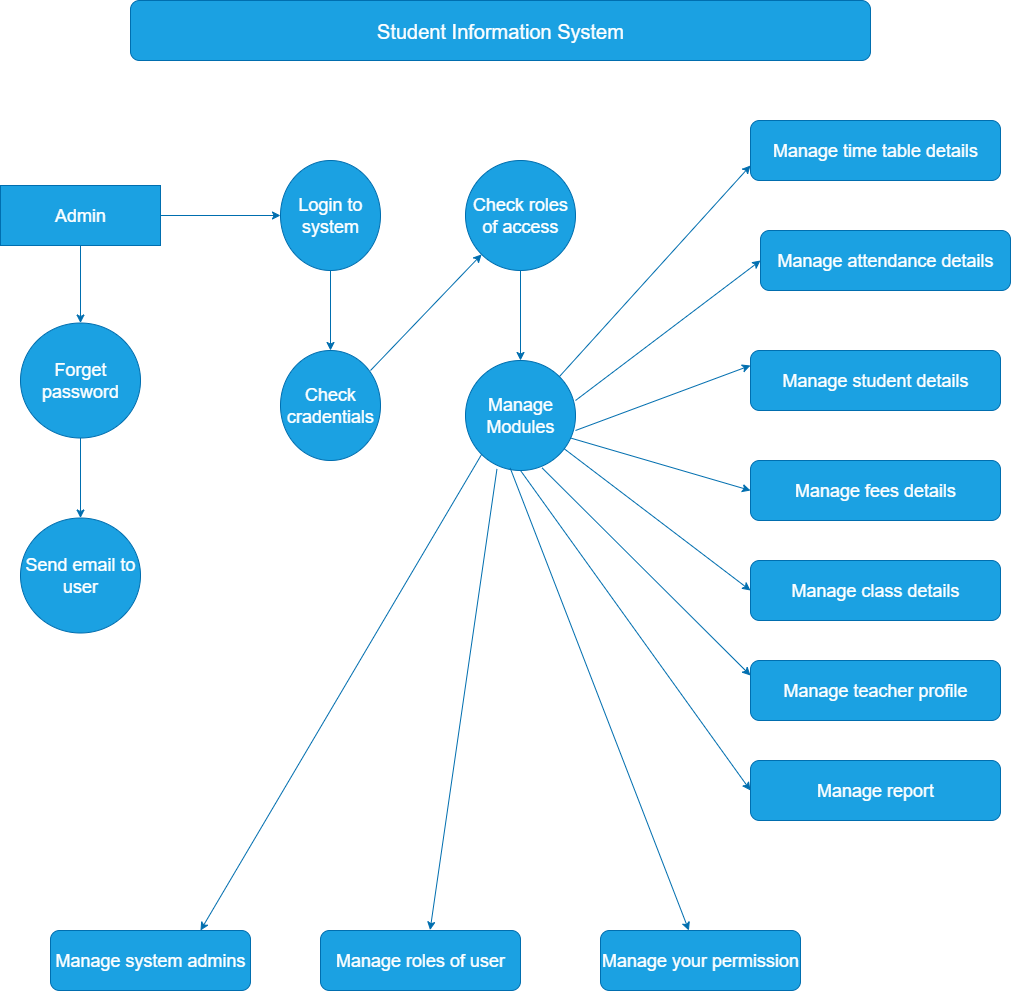 Student Information System
Admin
Login to
system
Check roles
of access
Manage time table details
Manage attendance details
Forget
password
Check
cradentials
Manage
Modules
Manage student details
Manage fees details
Send email to
user
Manage class details
Manage teacher profile
Manage report
Manage system admins
Manage roles of user
Manage your permission